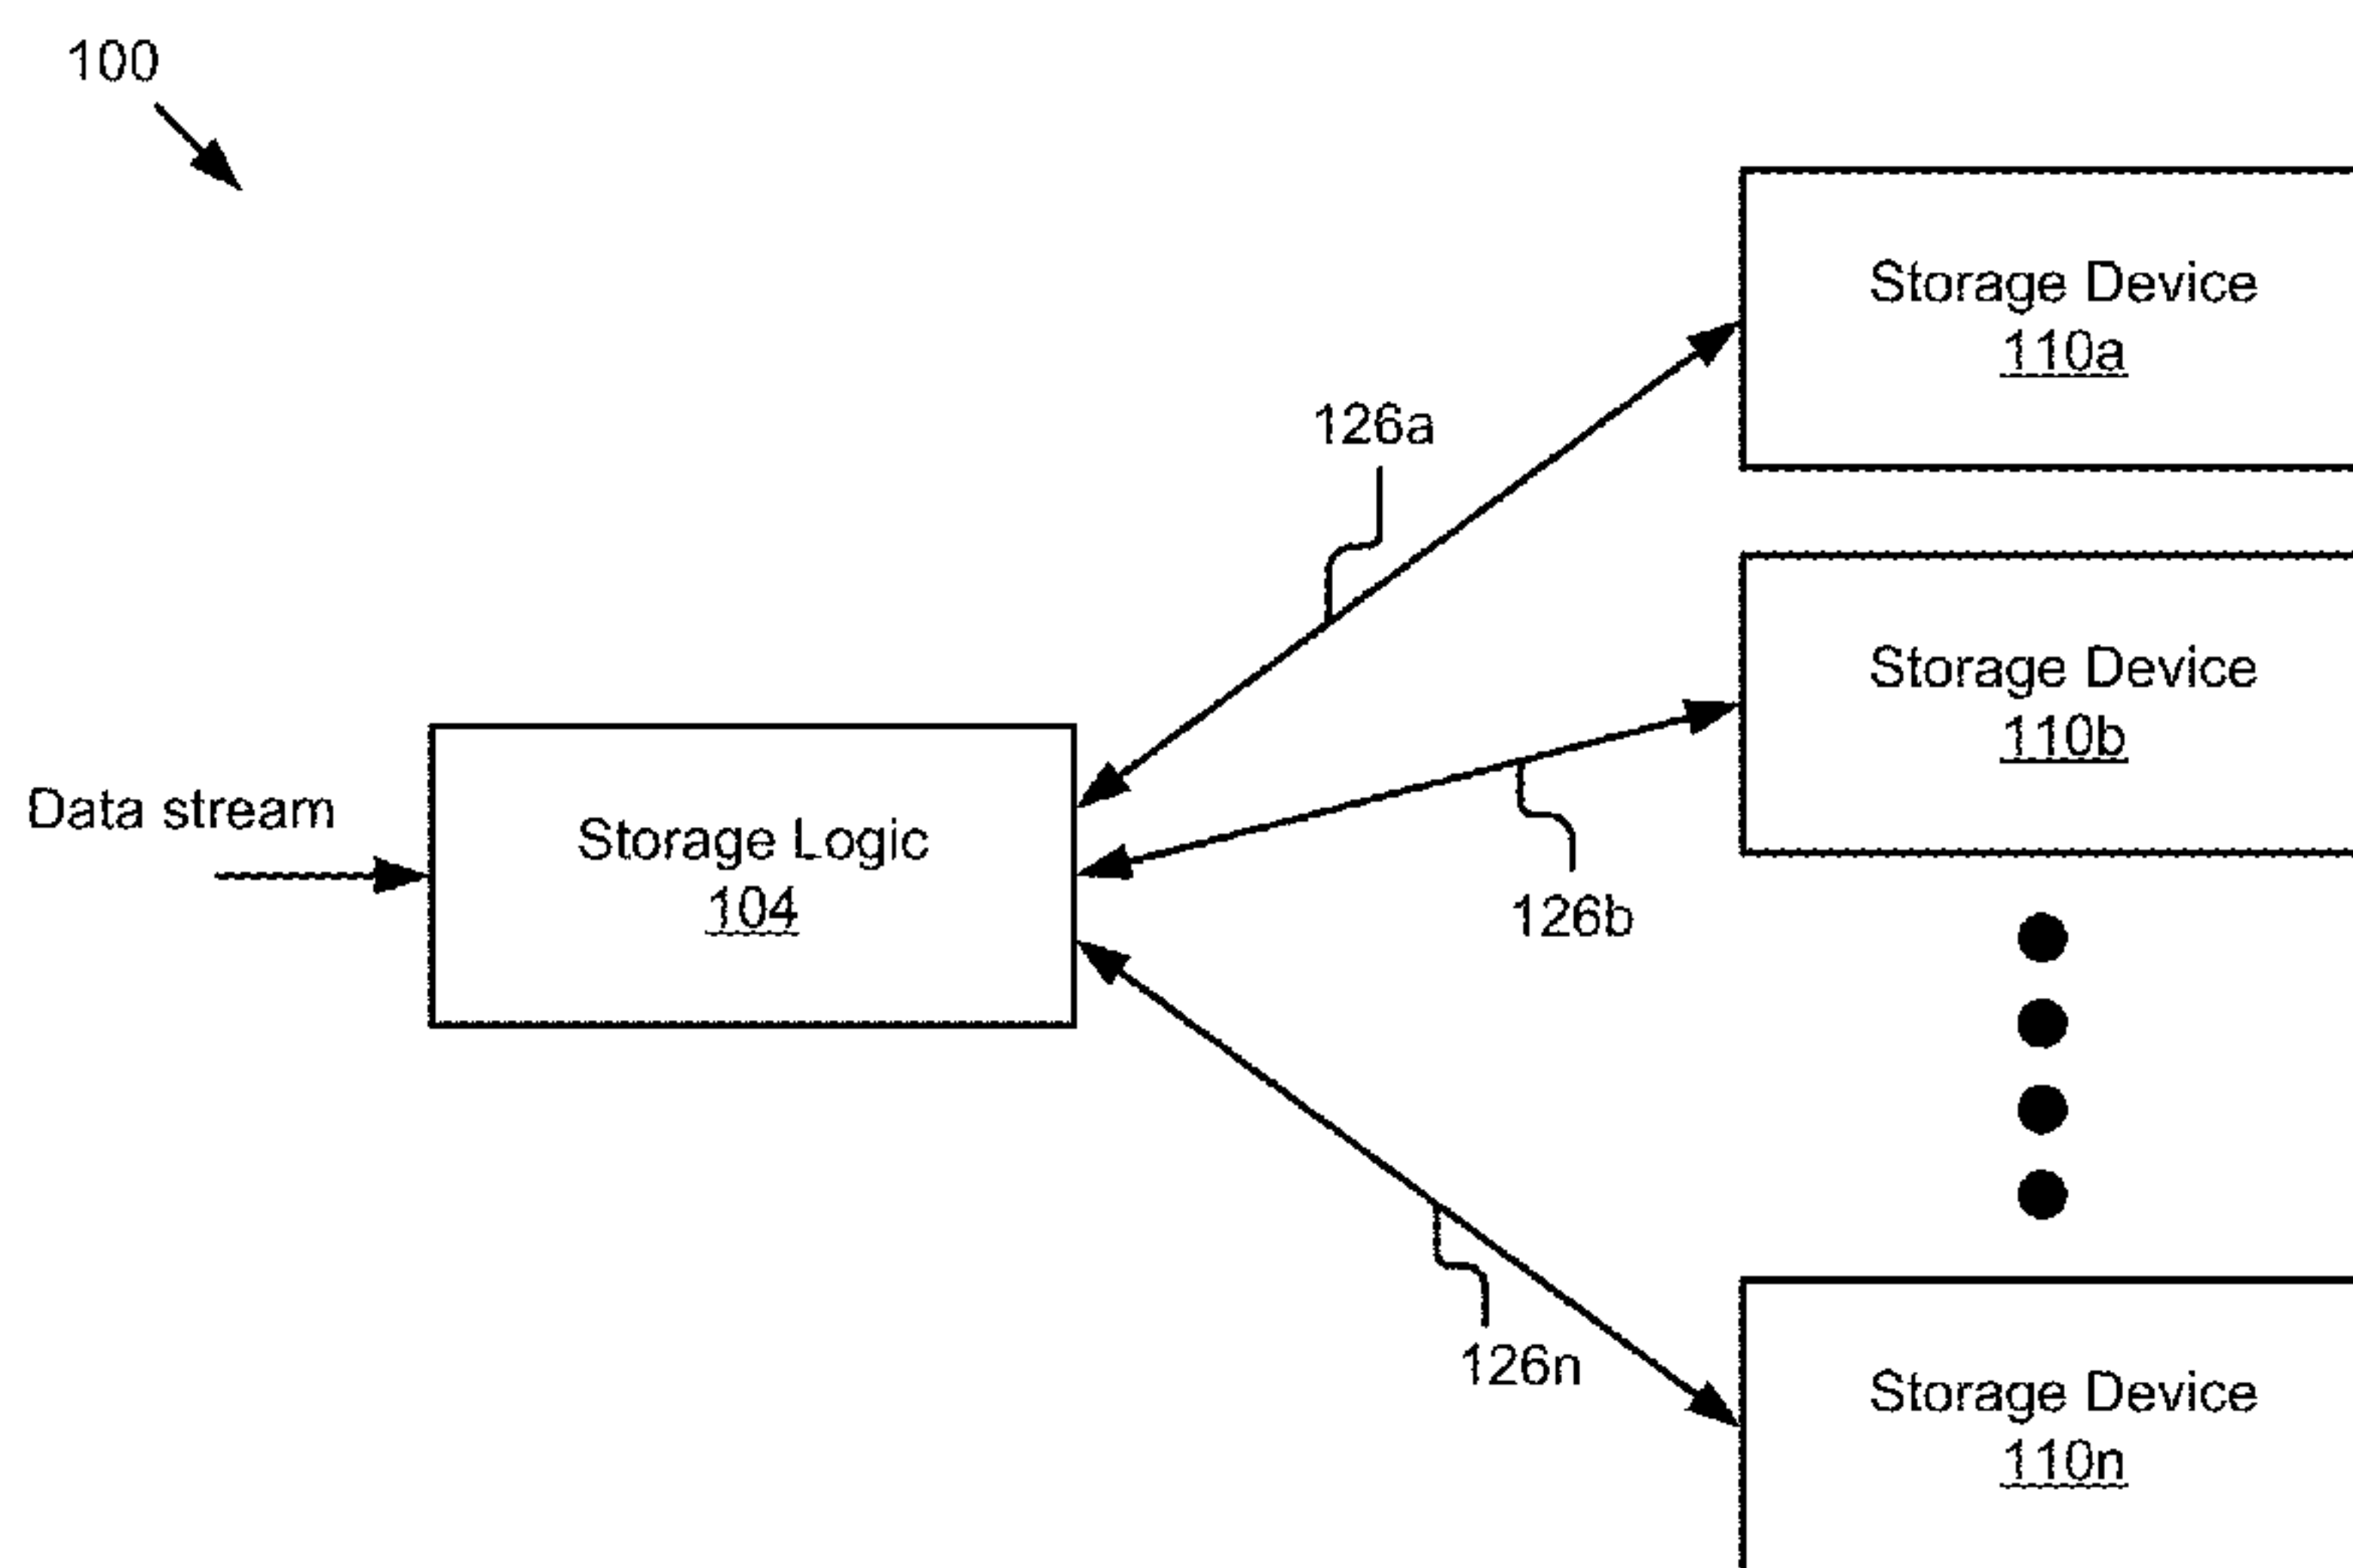 100
Storage Device
110a
126a
Storage Device
110b
Data stream
Storage Logic
104
126b
126n
Storage Device
110n